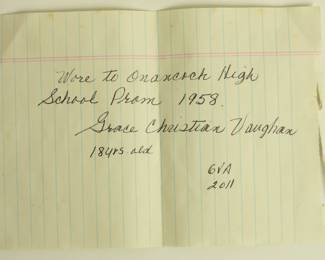 Wore to Onancock High
School Prom 1958.
Grace Christian Vaughan
18 yrs old
GVA
2011